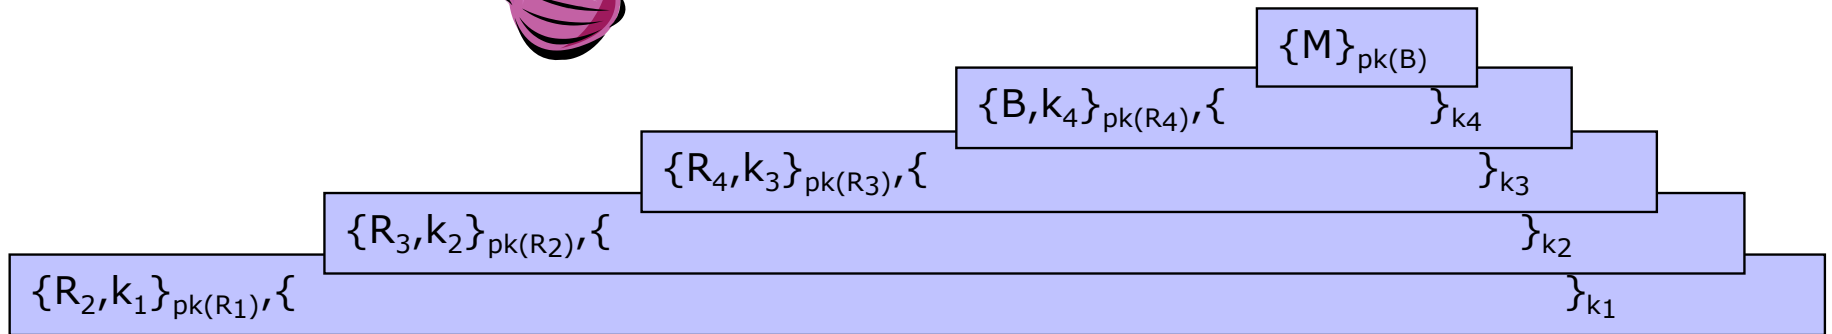 {M}pk(B)
{B,k4}pk(R4),{ }k4
{R4,k3}pk(R3),{ }k3
{R3,k2}pk(R2),{ }k2
{R2,k1}pk(R1),{ }k1